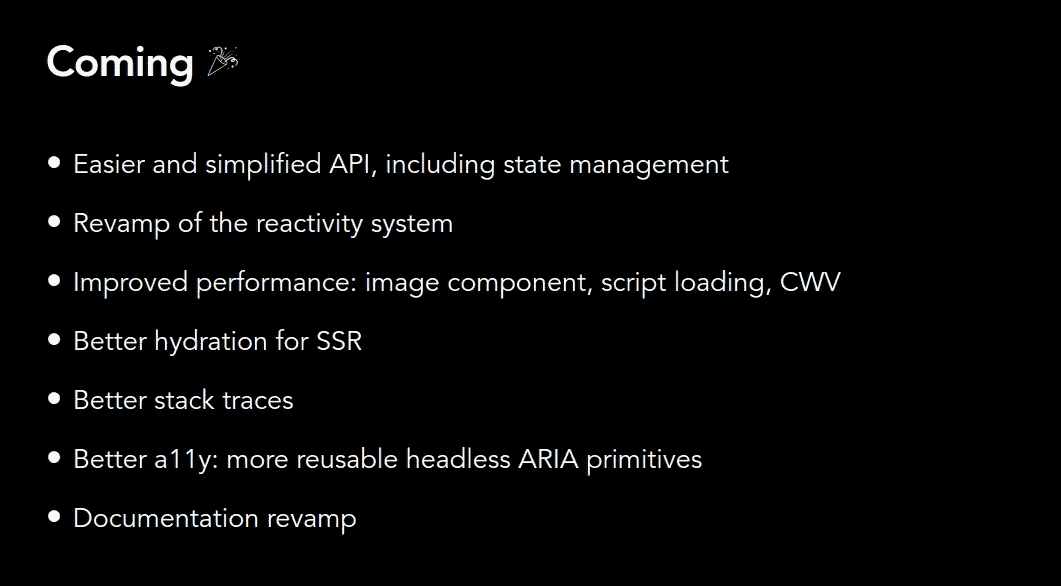 Coming 🎉
• Easier and simplified API, including state management
• Revamp of the reactivity system
• Improved performance: image component, script loading, CWV
• Better hydration for SSR
• Better stack traces
• Better a11y: more reusable headless ARIA primitives
• Documentation revamp